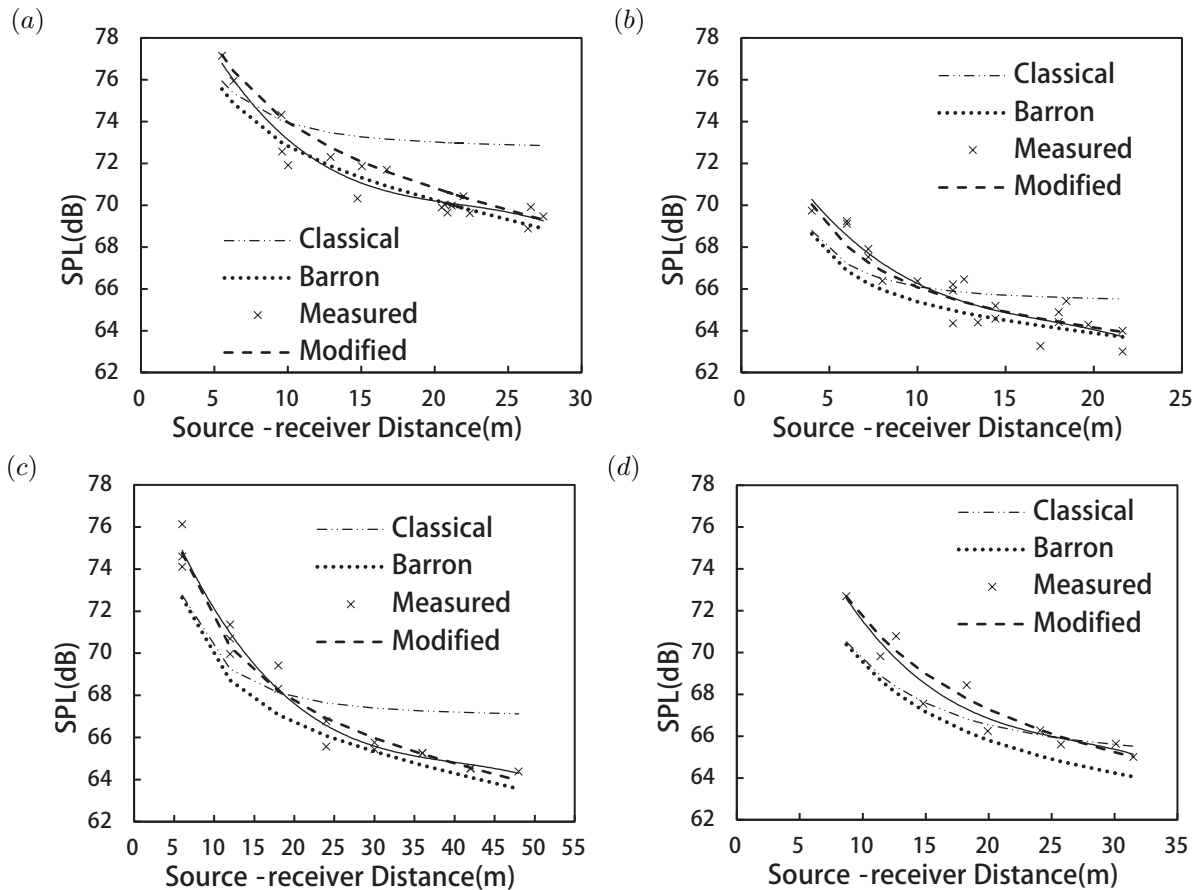 (a)
78
76
74
72
70
68
66
64
62
SPL(dB)
Classical
Barron
Measured
Modified
0 5 10 15 20 25 30
Source -receiver Distance(m)
(b)
78
76
74
72
70
68
66
64
62
SPL(dB)
Classical
Barron
Measured
Modified
0 5 10 15 20 25
Source -receiver Distance(m)
(c)
78
76
74
72
70
68
66
64
62
SPL(dB)
Classical
Barron
Measured
Modified
0 5 10 15 20 25 30 35 40 45 50 55
Source -receiver Distance(m)
(d)
78
76
74
72
70
68
66
64
62
SPL(dB)
Classical
Barron
Measured
Modified
0 5 10 15 20 25 30 35
Source -receiver Distance(m)